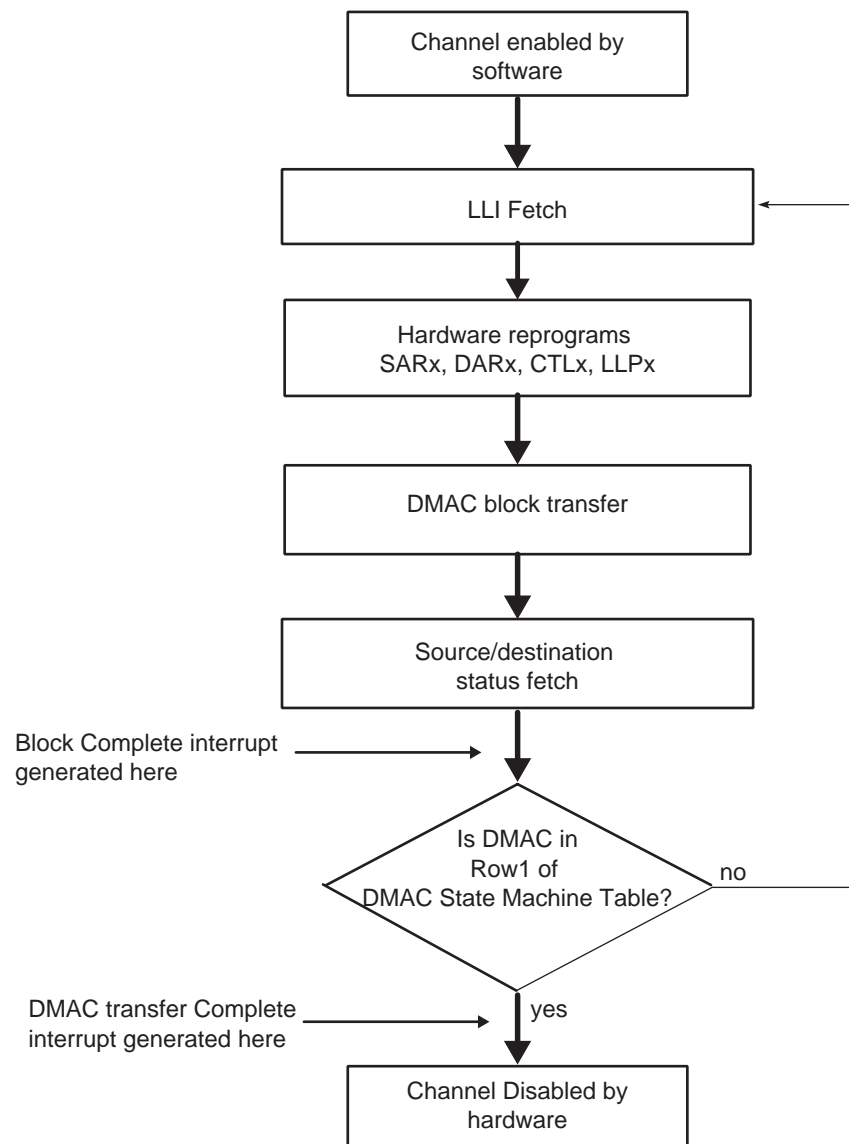 Channel enabled by
software
LLI Fetch
Hardware reprograms
SARx, DARx, CTLx, LLPx
DMAC block transfer
Source/destination
status fetch
Block Complete interrupt
generated here
Is DMAC in
Row1 of
DMAC State Machine Table?
no
DMAC transfer Complete
interrupt generated here
yes
Channel Disabled by
hardware